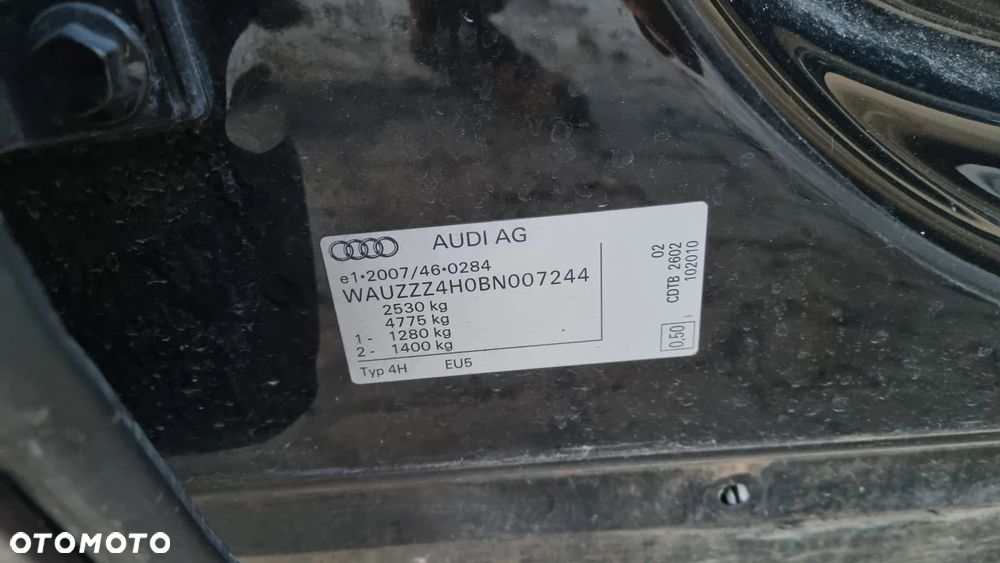 AUDI AG
e1*2007/46*0284
WAUZZZ4H0BN007244
2530 kg
4775 kg
1 - 1280 kg
2 - 1400 kg
Typ 4H EU5
02
CDTB 2602
102010
0,50
OTOMOTO